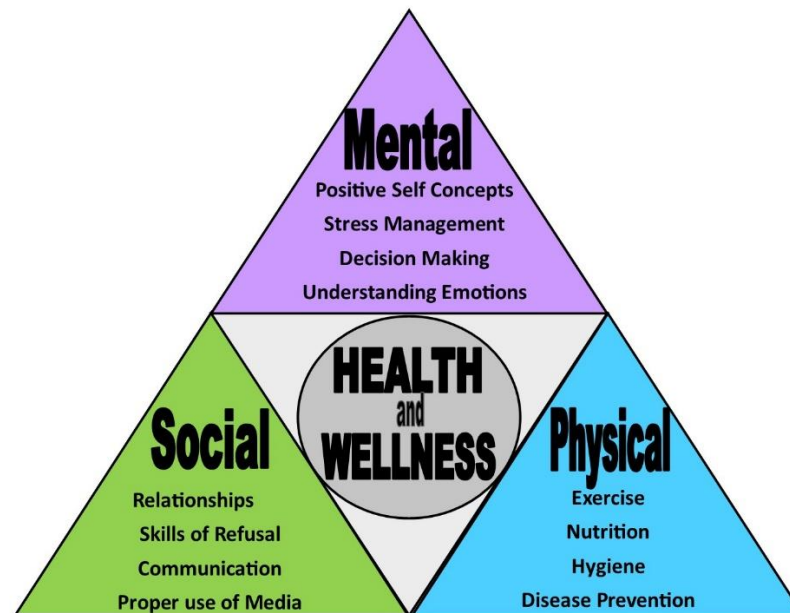 Mental
Positive Self Concepts
Stress Management
Decision Making
Understanding Emotions
HEALTH
and
WELLNESS
Social
Relationships
Skills of Refusal
Communication
Proper use of Media
Physical
Exercise
Nutrition
Hygiene
Disease Prevention